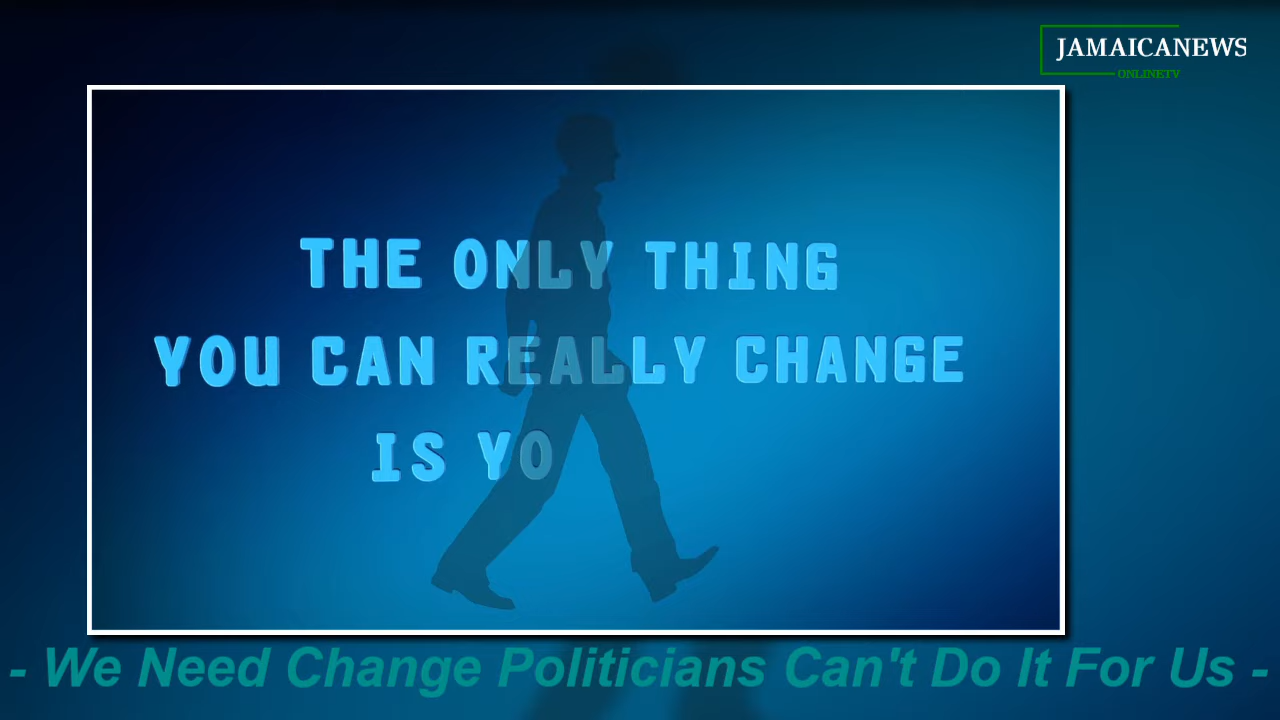 JAMAICANEWS
ONLINETV
THE ONLY THING
YOU CAN REALLY CHANGE
IS YO
- We Need Change Politicians Can't Do It For Us -